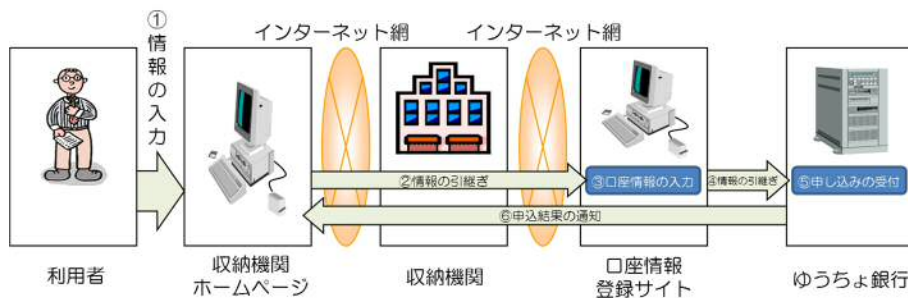 ①情報の入力
インターネット網
インターネット網
②情報の引継ぎ
③口座情報の入力
④情報の引継ぎ
⑤申し込みの受付
⑥申込結果の通知
利用者
収納機関
ホームページ
収納機関
口座情報
登録サイト
ゆうちょ銀行